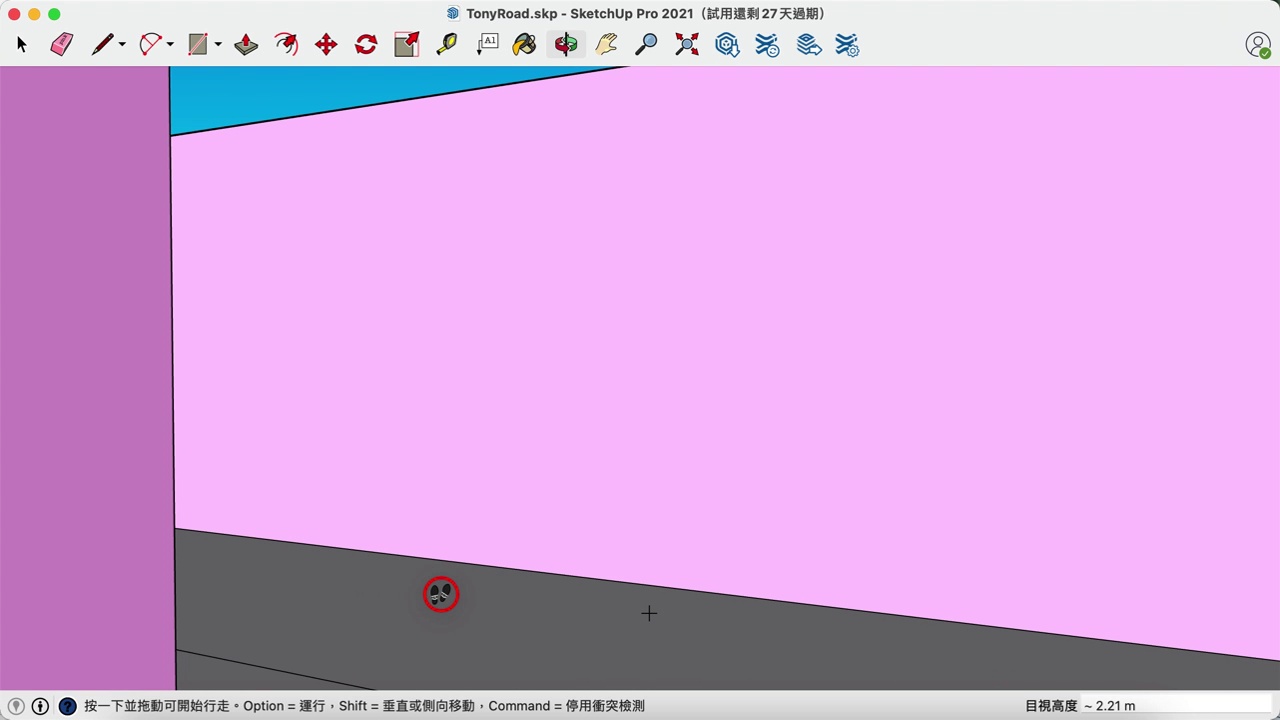 TonyRoad.skp - SketchUp Pro 2021（試用還剩 27 天過期）
A1
按一下並拖動可開始行走。Option = 運行，Shift = 垂直或側向移動，Command = 停用衝突檢測
目視高度 ~ 2.21 m